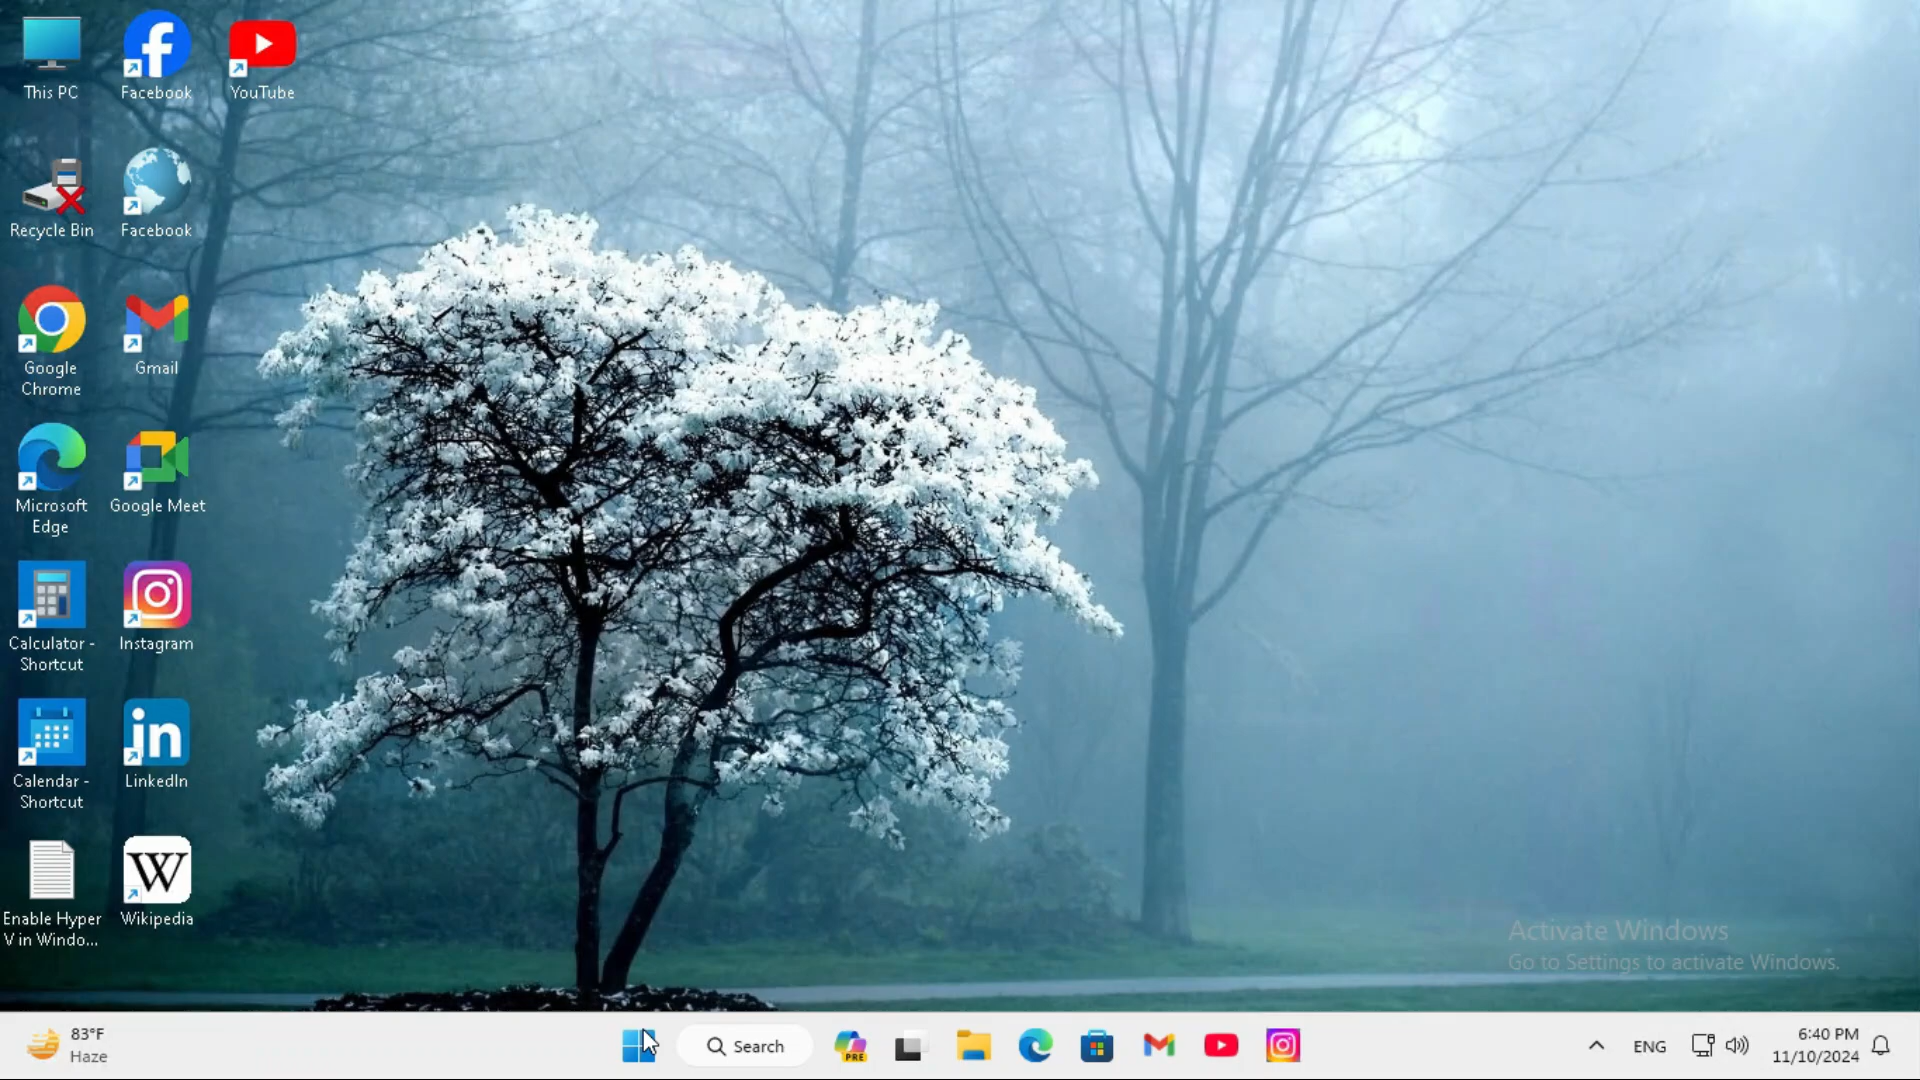 This PC
Facebook
YouTube
Recycle Bin
Facebook
Google
Chrome
Gmail
Microsoft
Edge
Google Meet
Calculator -
Shortcut
Instagram
Calendar -
Shortcut
in
LinkedIn
Enable Hyper
V in Windo...
W
Wikipedia
Activate Windows
Go to Settings to activate Windows.
83°F
Haze
Search
PRE
ENG
6:40 PM
11/10/2024